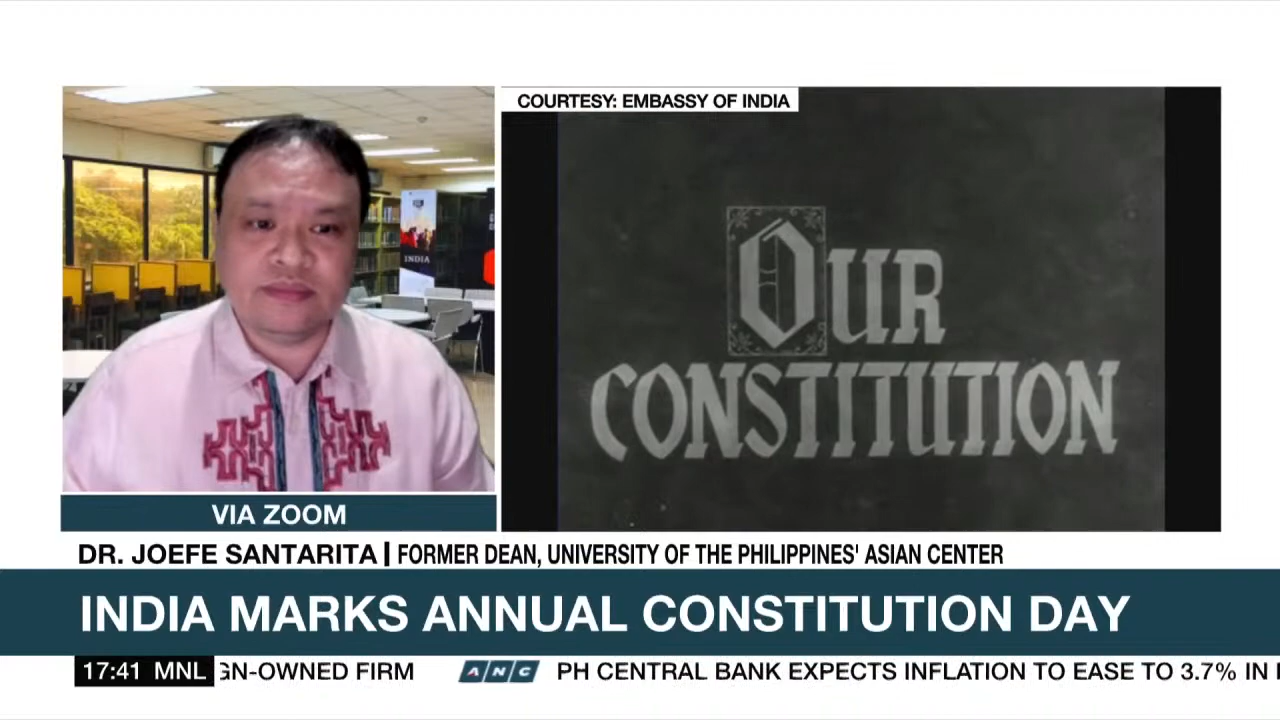 COURTESY: EMBASSY OF INDIA
INDIA
OUR
CONSTITUTION
VIA ZOOM
DR. JOEFE SANTARITA | FORMER DEAN, UNIVERSITY OF THE PHILIPPINES' ASIAN CENTER
INDIA MARKS ANNUAL CONSTITUTION DAY
17:41 MNL GN-OWNED FIRM ANC PH CENTRAL BANK EXPECTS INFLATION TO EASE TO 3.7% IN